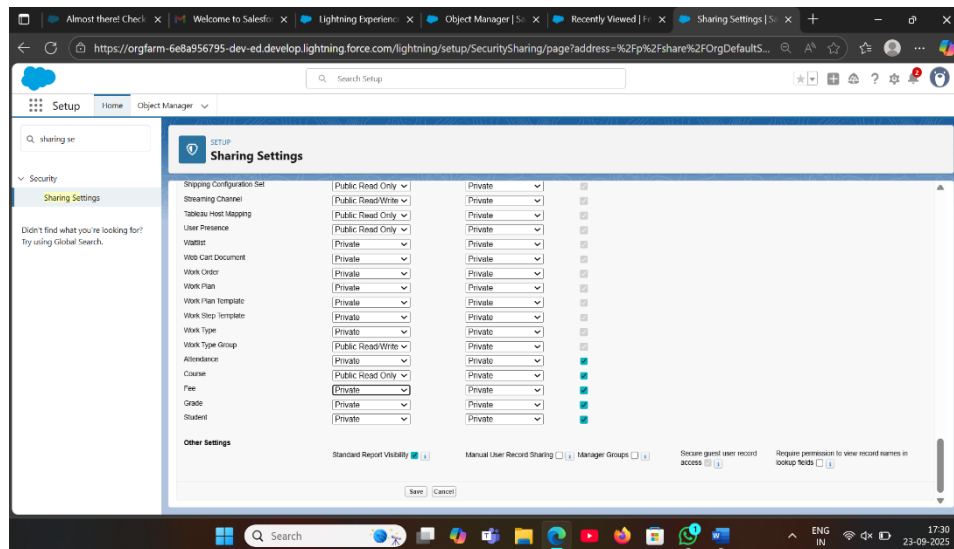 Almost there! Check
Welcome to Salesfor
Lightning Experienc
Object Manager | Sa
Recently Viewed | Fe
Sharing Settings | Sa
https://orgfarm-6e8a956795-dev-ed.develop.lightning.force.com/lightning/setup/SecuritySharing/page?address=%2Fp%2Fshare%2FOrgDefaultS...
Search Setup
2
Setup Home Object Manager
sharing se
Security
Sharing Settings
Didn't find what you're looking for?
Try using Global Search.
SETUP
Sharing Settings
Shipping Configuration Set Public Read Only Private
Streaming Channel Public Read/Write Private
Tableau Host Mapping Public Read Only Private
User Presence Public Read Only Private
Waitlist Private Private
Web Cart Document Private Private
Work Order Private Private
Work Plan Private Private
Work Plan Template Private Private
Work Step Template Private Private
Work Type Private Private
Work Type Group Public Read/Write Private
Attendance Private Private
Course Public Read Only Private
Fee Private Private
Grade Private Private
Student Private Private
Other Settings
Standard Report Visibility i Manual User Record Sharing i Manager Groups i
Secure guest user record
access i
Require permission to view record names in
lookup fields i
Save Cancel
Search
1
ENG
IN
17:30
23-09-2025